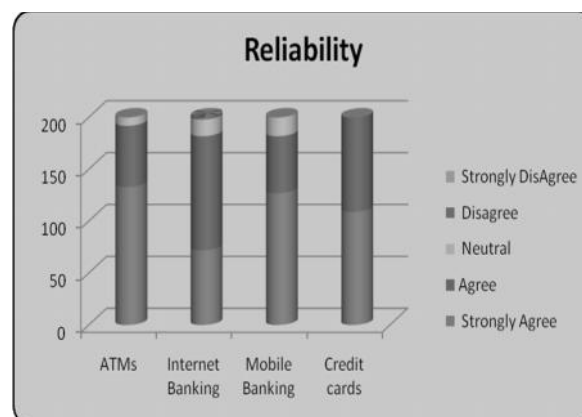 Reliability
200
150
100
50
0
ATMs
Internet Banking
Mobile Banking
Credit cards
Strongly DisAgree
Disagree
Neutral
Agree
Strongly Agree